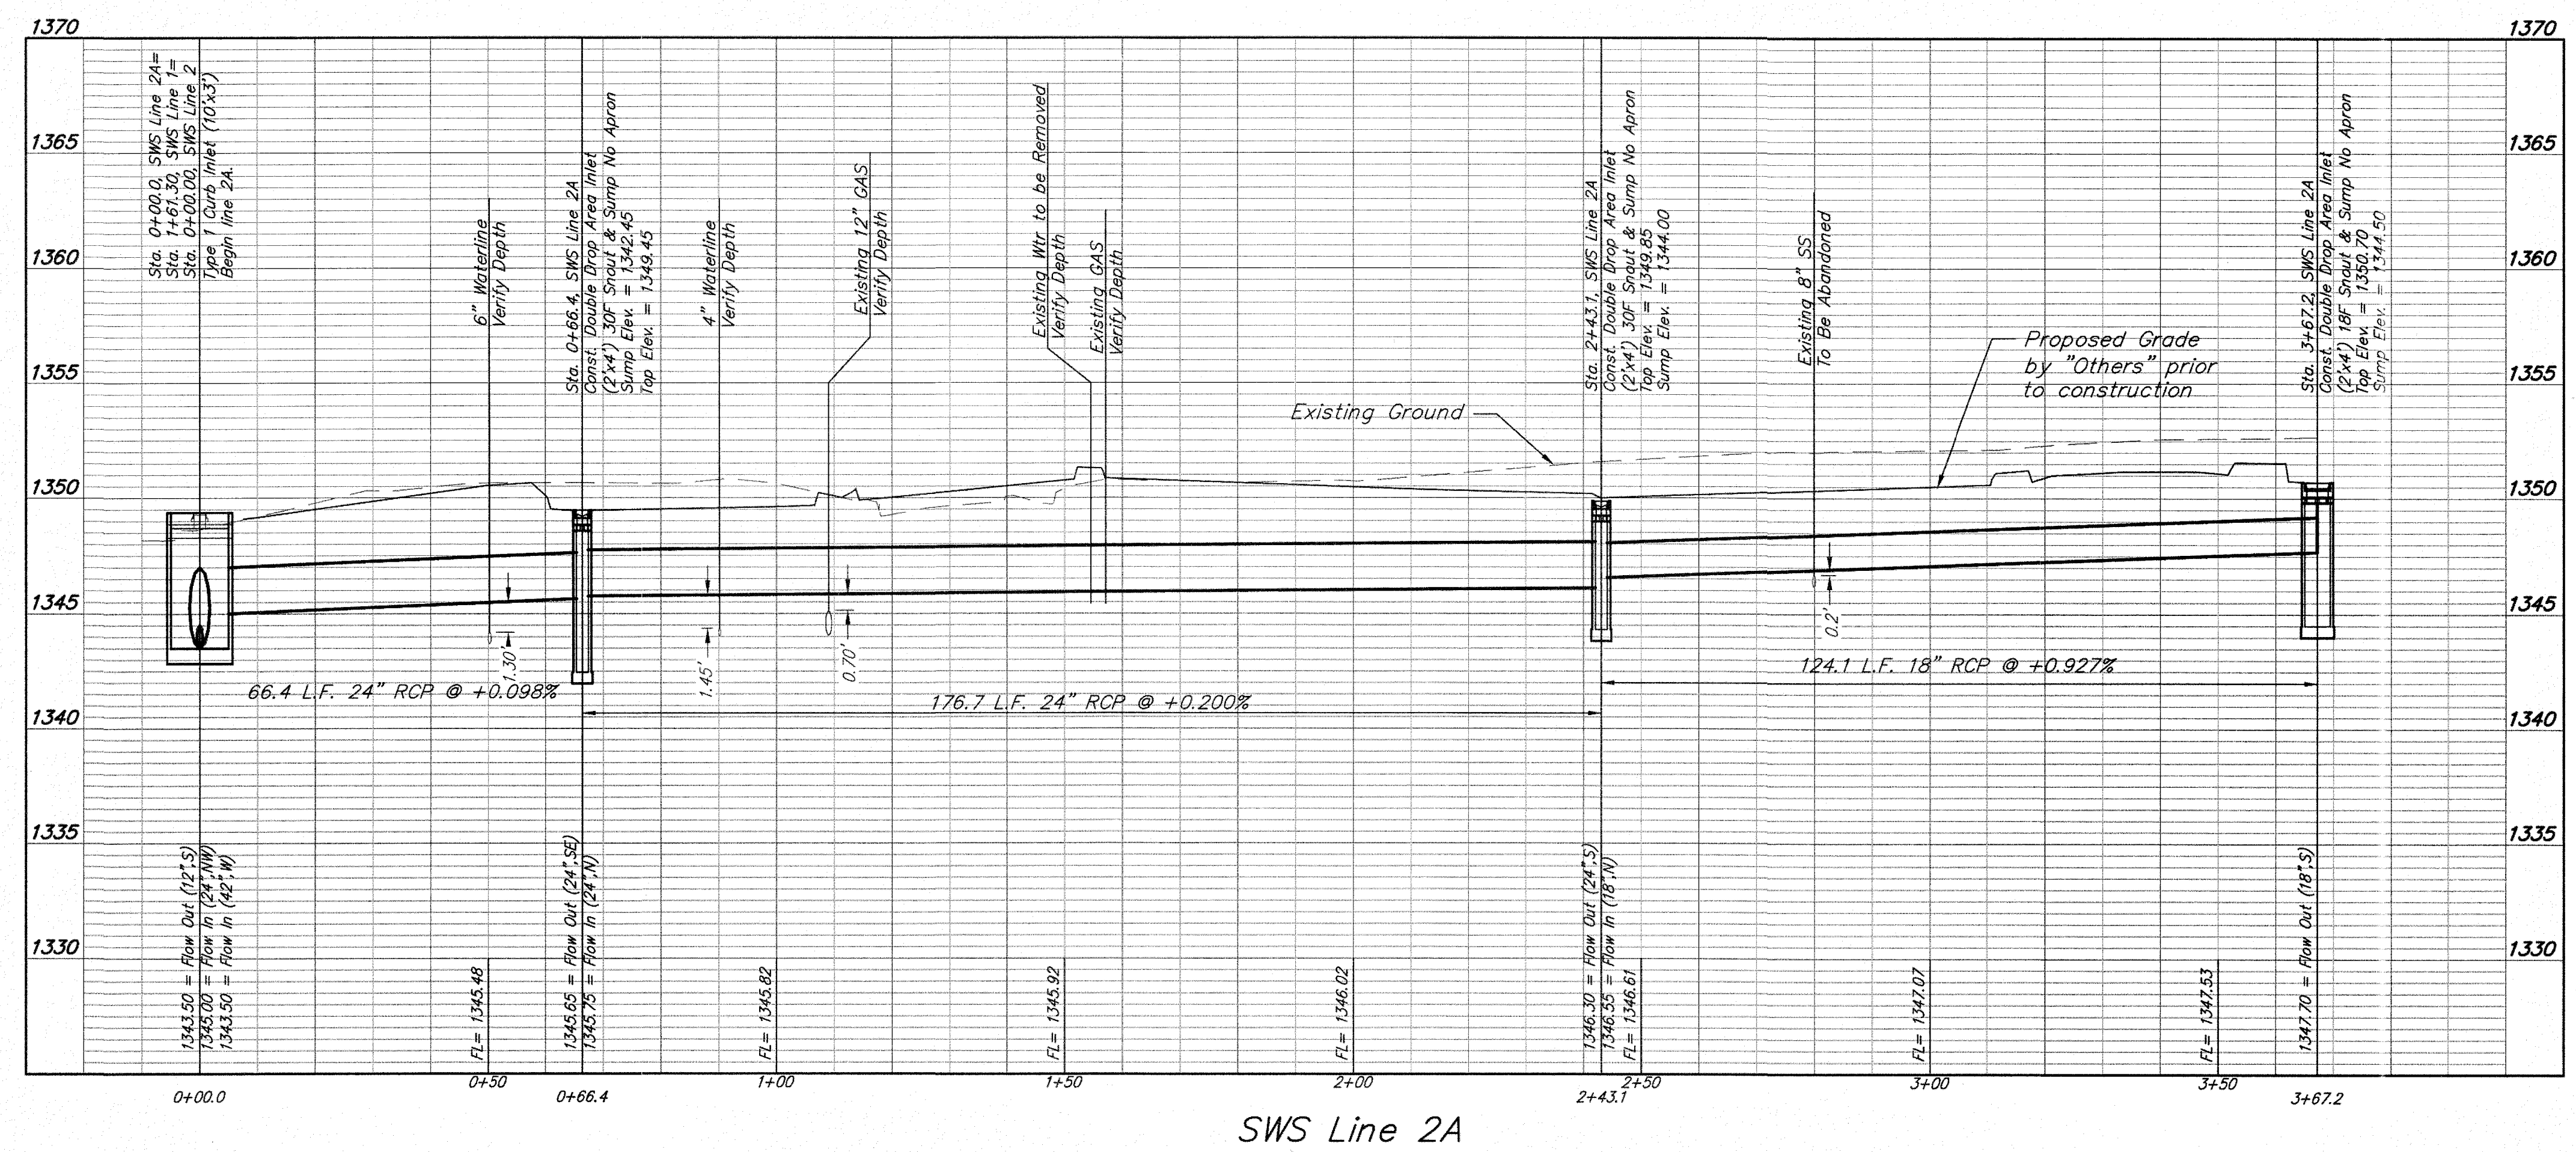 1370
1370
1365
1365
1360
1360
1355
1355
1350
1350
1345
1345
1340
1340
1335
1335
1330
1330
Sta. 0+00.0, SWS Line 2A=
Sta. 1+61.30, SWS Line 1=
Sta. 0+00.00, SWS Line 2
Type 1 Curb Inlet (10'x3')
Begin line 2A.
6" Waterline
Verify Depth
Sta. 0+66.4, SWS Line 2A
Const. Double Drop Area Inlet
(2'x4') 30F Snout & Sump No Apron
Sump Elev. = 1342.45
Top Elev. = 1349.45
4" Waterline
Verify Depth
Existing 12" GAS
Verify Depth
Existing Wtr to be Removed
Verify Depth
Existing GAS
Verify Depth
Sta. 2+43.1, SWS Line 2A
Const. Double Drop Area Inlet
(2'x4') 30F Snout & Sump No Apron
Top Elev. = 1349.85
Sump Elev. = 1344.00
Existing 8" SS
To Be Abandoned
Sta. 3+67.2, SWS Line 2A
Const. Double Drop Area Inlet
(2'x4') 18F Snout & Sump No Apron
Top Elev. = 1350.70
Sump Elev. = 1344.50
Existing Ground
Proposed Grade
by "Others" prior
to construction
1.30'
1.45'
0.70'
0.2'
66.4 L.F. 24" RCP @ +0.098%
176.7 L.F. 24" RCP @ +0.200%
124.1 L.F. 18" RCP @ +0.927%
1343.50 = Flow Out (12",S)
1345.00 = Flow In (24",NW)
1343.50 = Flow In (42",W)
FL= 1345.48
1345.65 = Flow Out (24",SE)
1345.75 = Flow In (24",N)
FL= 1345.82
FL= 1345.92
FL= 1346.02
1346.30 = Flow Out (24",S)
1346.55 = Flow In (18",N)
FL= 1346.61
FL= 1347.07
FL= 1347.53
1347.70 = Flow Out (18",S)
0+00.0
0+50
0+66.4
1+00
1+50
2+00
2+43.1
2+50
3+00
3+50
3+67.2
SWS Line 2A